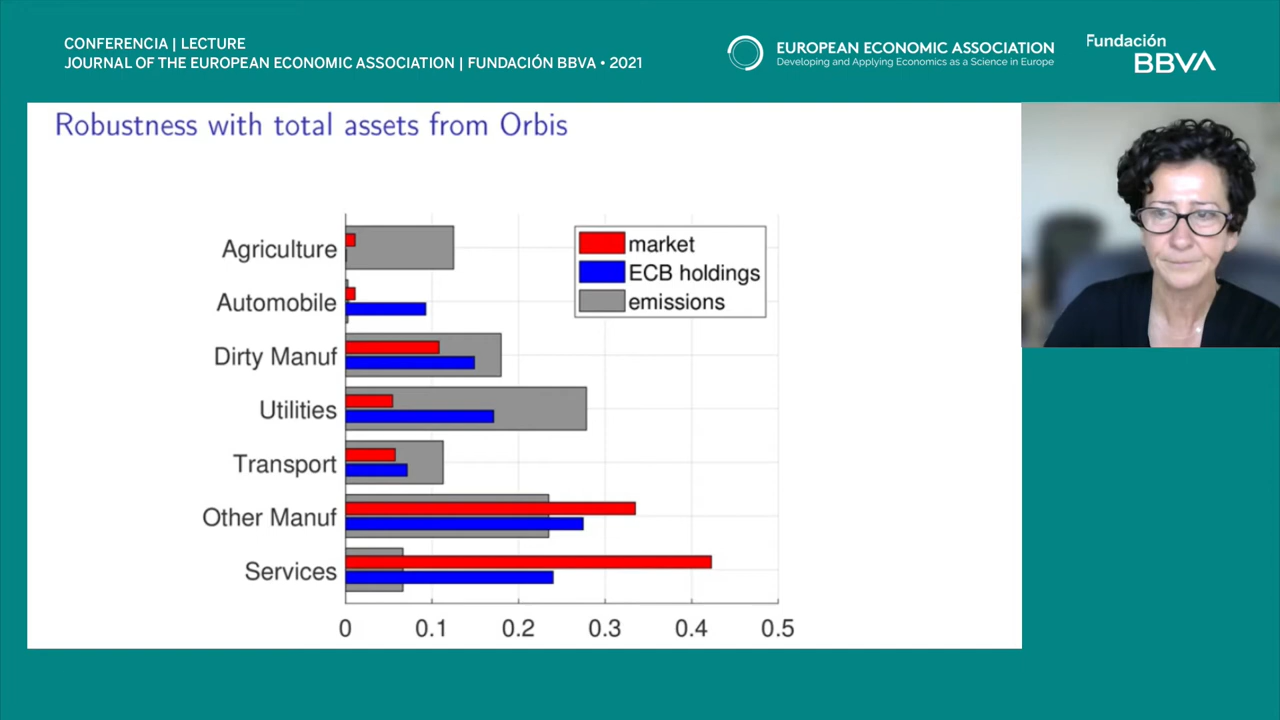 CONFERENCIA | LECTURE
JOURNAL OF THE EUROPEAN ECONOMIC ASSOCIATION | FUNDACIÓN BBVA • 2021
EUROPEAN ECONOMIC ASSOCIATION
Developing and Applying Economics as a Science in Europe
Fundación
BBVA
Robustness with total assets from Orbis
market
ECB holdings
emissions
Agriculture
Automobile
Dirty Manuf
Utilities
Transport
Other Manuf
Services
0 0.1 0.2 0.3 0.4 0.5